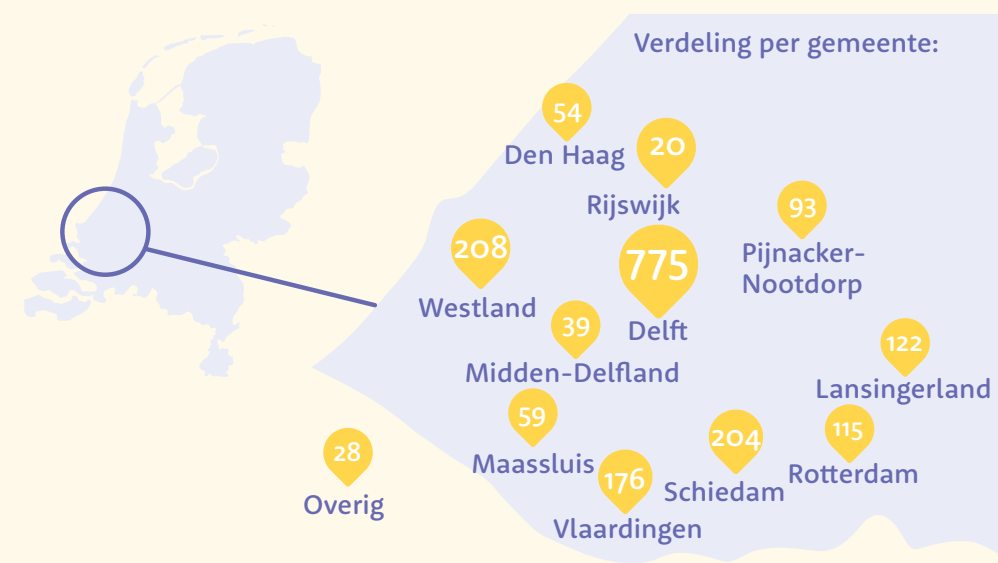 Verdeling per gemeente:
54
Den Haag
20
Rijswijk
93
Pijnacker-
Nootdorp
208
Westland
775
Delft
39
Midden-Delfland
122
Lansingerland
59
Maassluis
204
Schiedam
115
Rotterdam
176
Vlaardingen
28
Overig